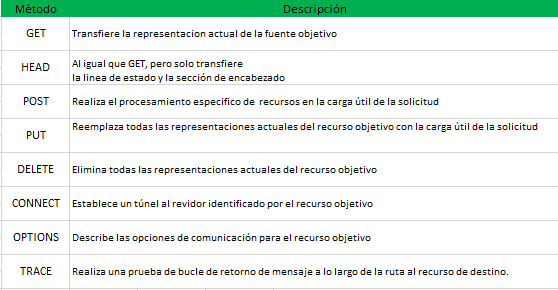 Método Descripción
GET Transfiere la representacion actual de la fuente objetivo
HEAD Al igual que GET, pero solo transfiere
la linea de estado y la sección de encabezado
POST Realiza el procesamiento especifico de recursos en la carga útil de la solicitud
PUT Reemplaza todas las representaciones actuales del recurso objetivo con la carga útil de la solicitud
DELETE Elimina todas las representaciones actuales del recurso objetivo
CONNECT Establece un túnel al revidor identificado por el recurso objetivo
OPTIONS Describe las opciones de comunicación para el recurso objetivo
TRACE Realiza una prueba de bucle de retorno de mensaje a lo largo de la ruta al recurso de destino.